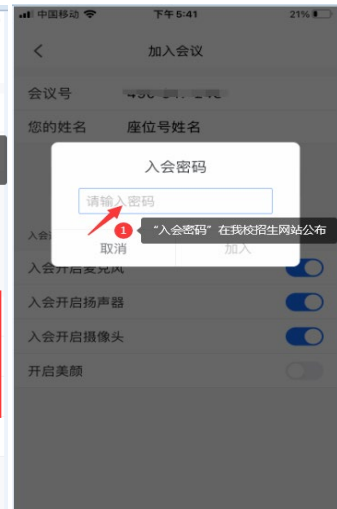 中国移动 下午5:41 21%
加入会议
会议号
您的姓名 座位号姓名
入会密码
请输入密码
1 “入会密码”在我校招生网站公布
取消 加入
入会开启麦克风
入会开启扬声器
入会开启摄像头
开启美颜